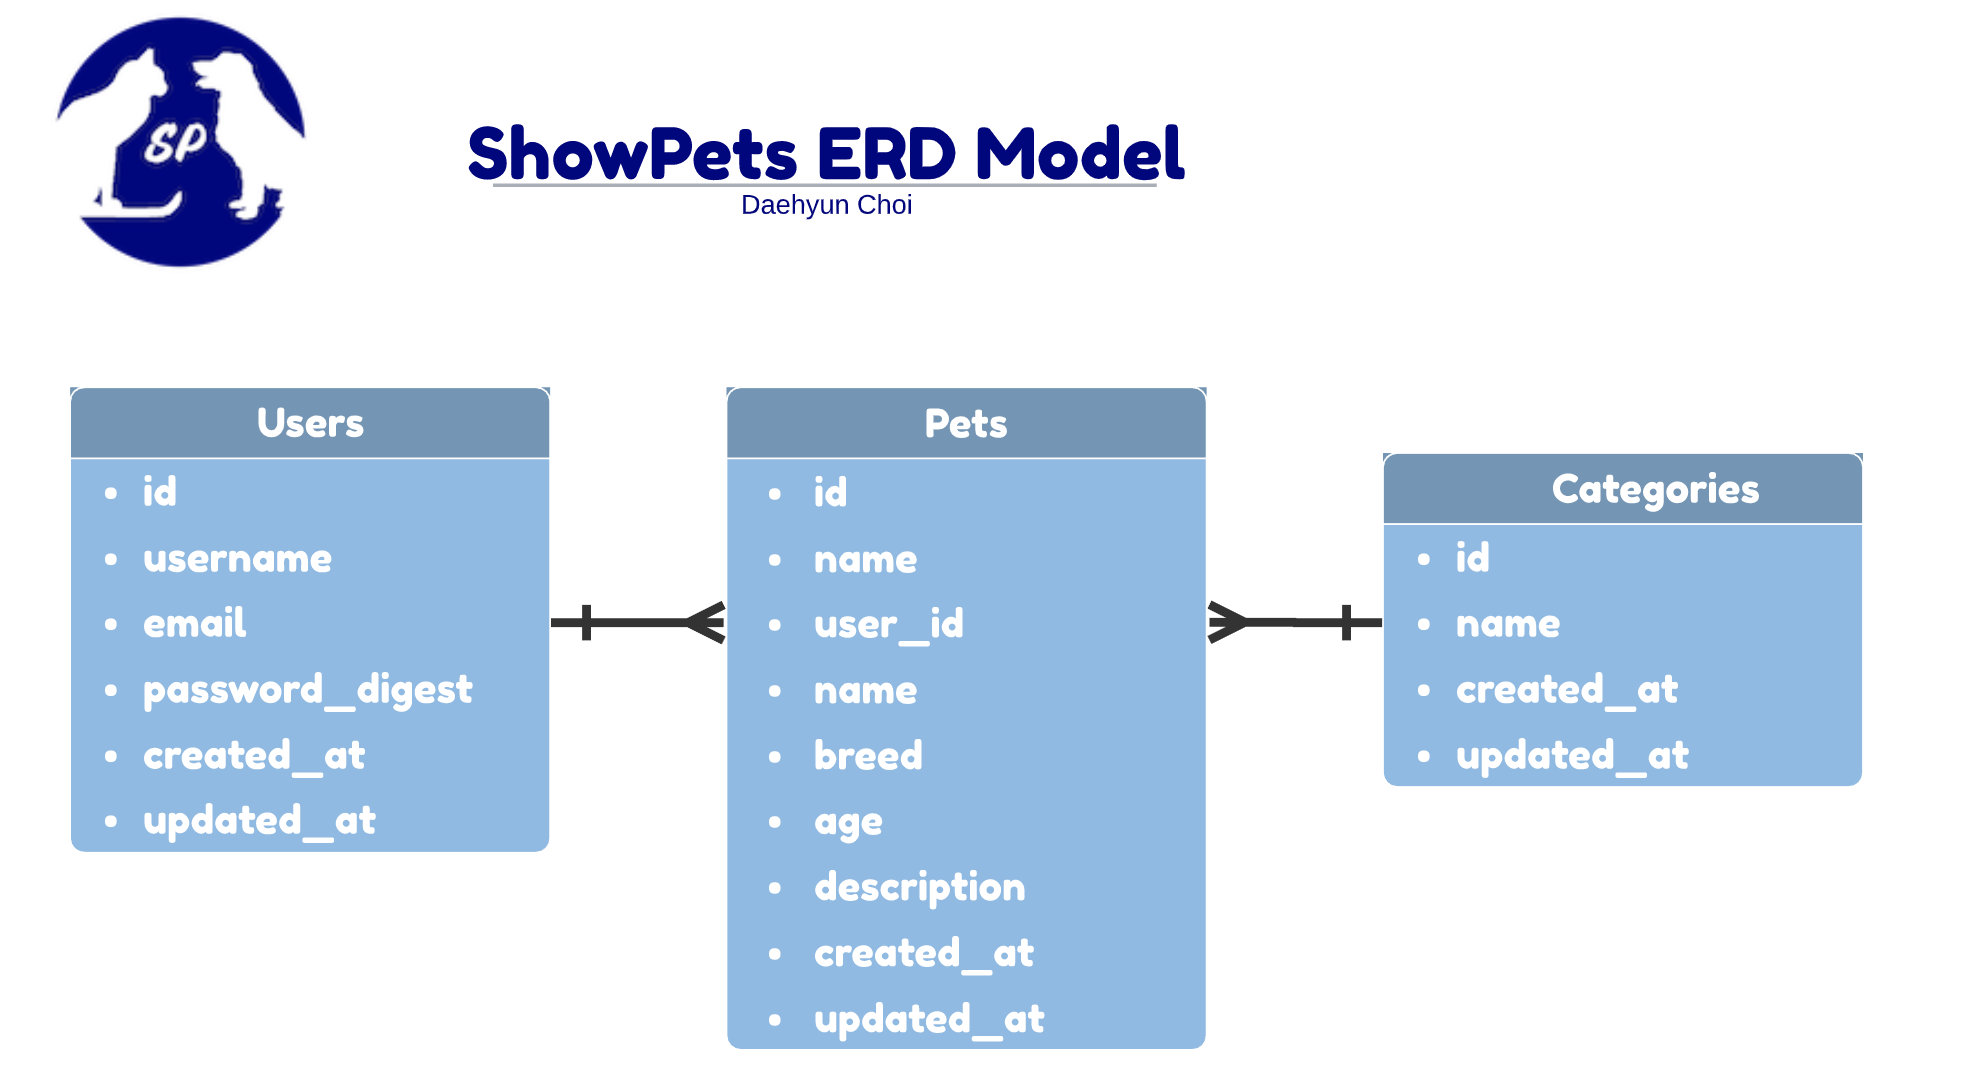 SP
ShowPets ERD Model
Daehyun Choi
Users
• id
• username
• email
• password_digest
• created_at
• updated_at
Pets
• id
• name
• user_id
• name
• breed
• age
• description
• created_at
• updated_at
Categories
• id
• name
• created_at
• updated_at